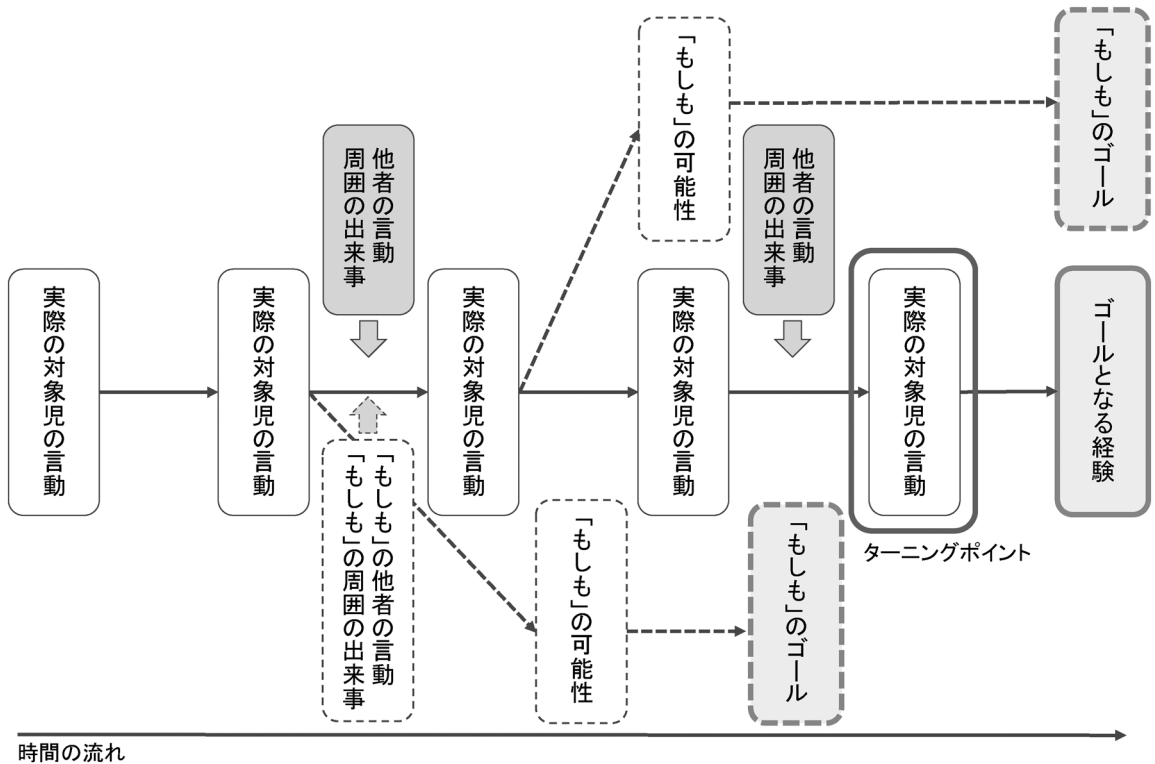 「もしも」の可能性
「もしも」のゴール
他者の言動
周囲の出来事
他者の言動
周囲の出来事
実際の対象児の言動
実際の対象児の言動
実際の対象児の言動
実際の対象児の言動
実際の対象児の言動
ゴールとなる経験
ターニングポイント
「もしも」の他者の言動
「もしも」の周囲の出来事
「もしも」の可能性
「もしも」のゴール
時間の流れ